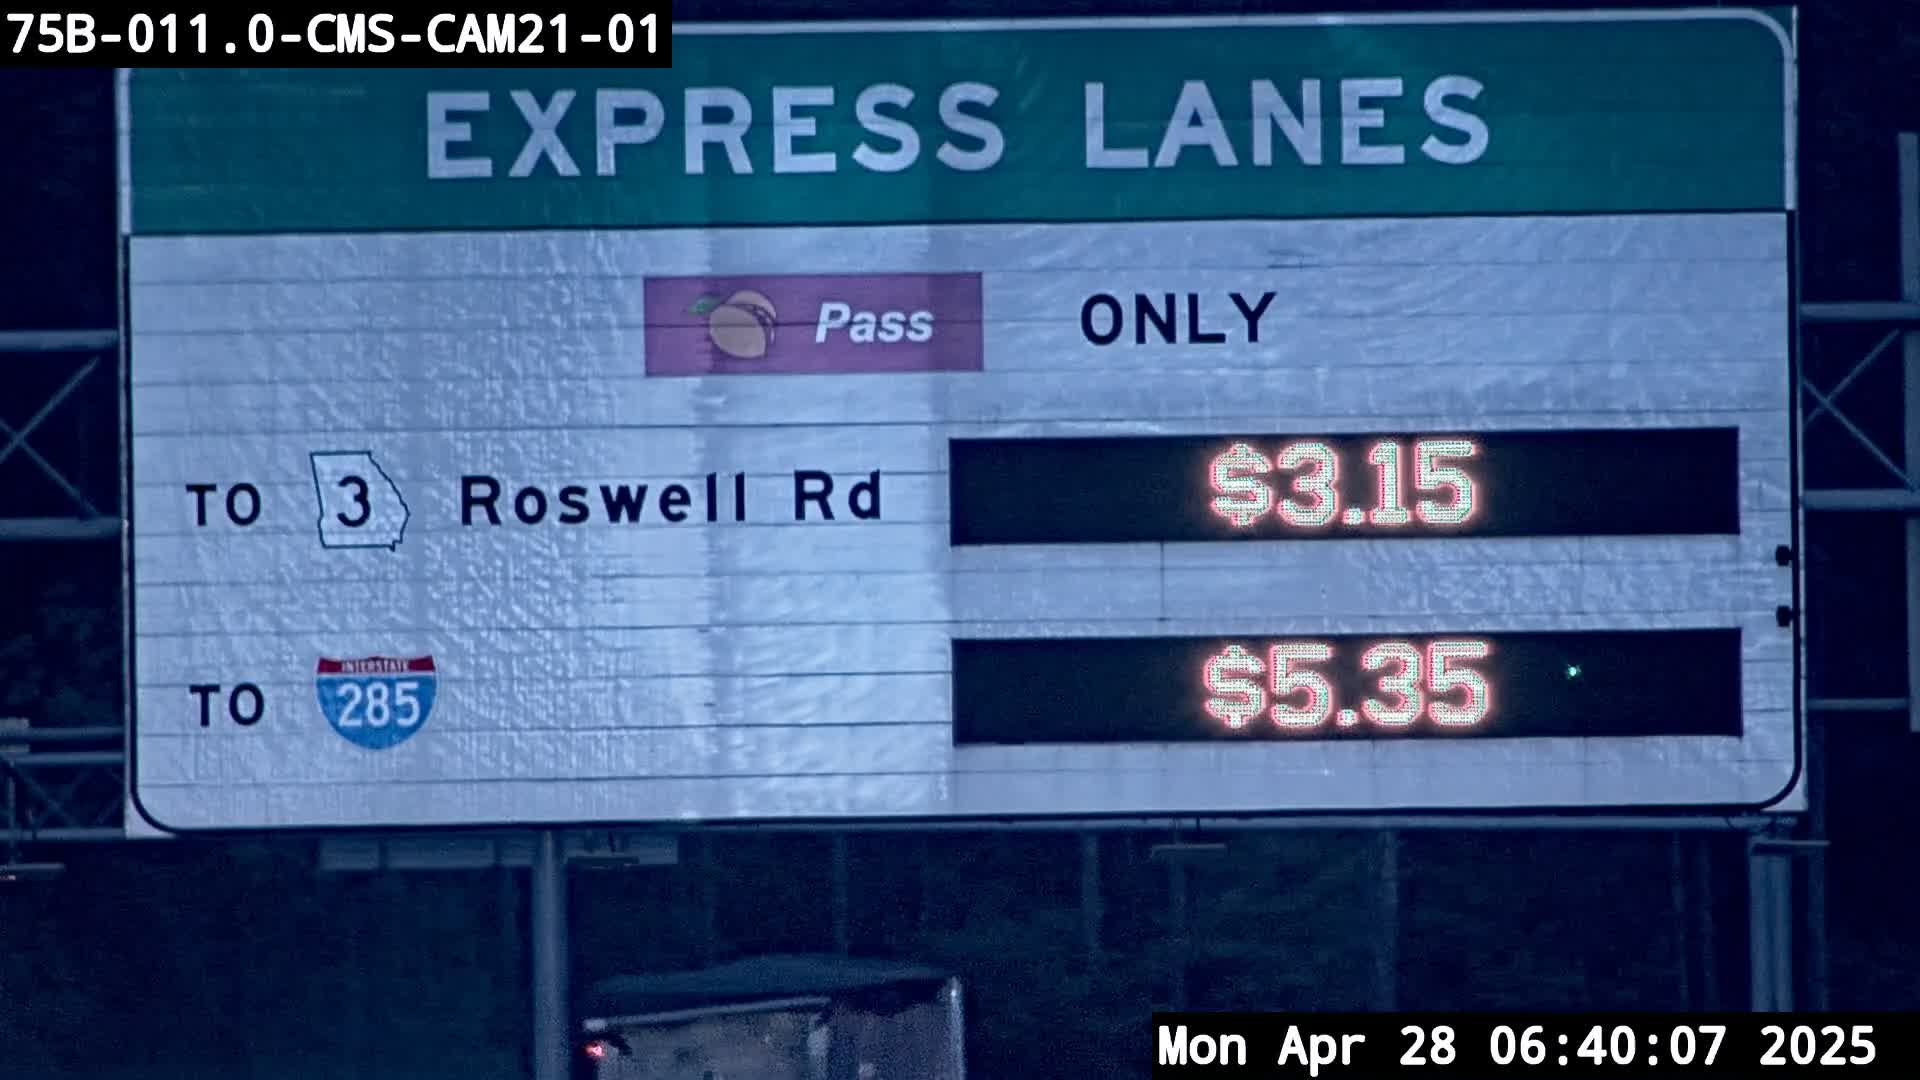 75B-011.0-CMS-CAM21-01
EXPRESS LANES
Pass ONLY
TO 3 Roswell Rd $3.15
TO INTERSTATE 285 $5.35
Mon Apr 28 06:40:07 2025